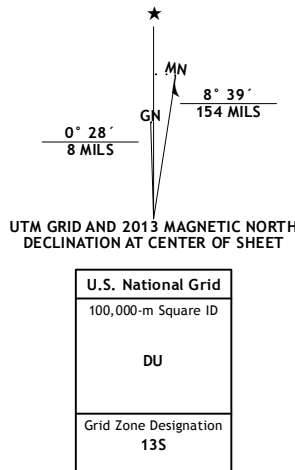 ★
MN
GN
8° 39´
154 MILS
0° 28´
8 MILS
UTM GRID AND 2013 MAGNETIC NORTH
DECLINATION AT CENTER OF SHEET
U.S. National Grid
100,000-m Square ID
DU
Grid Zone Designation
13S